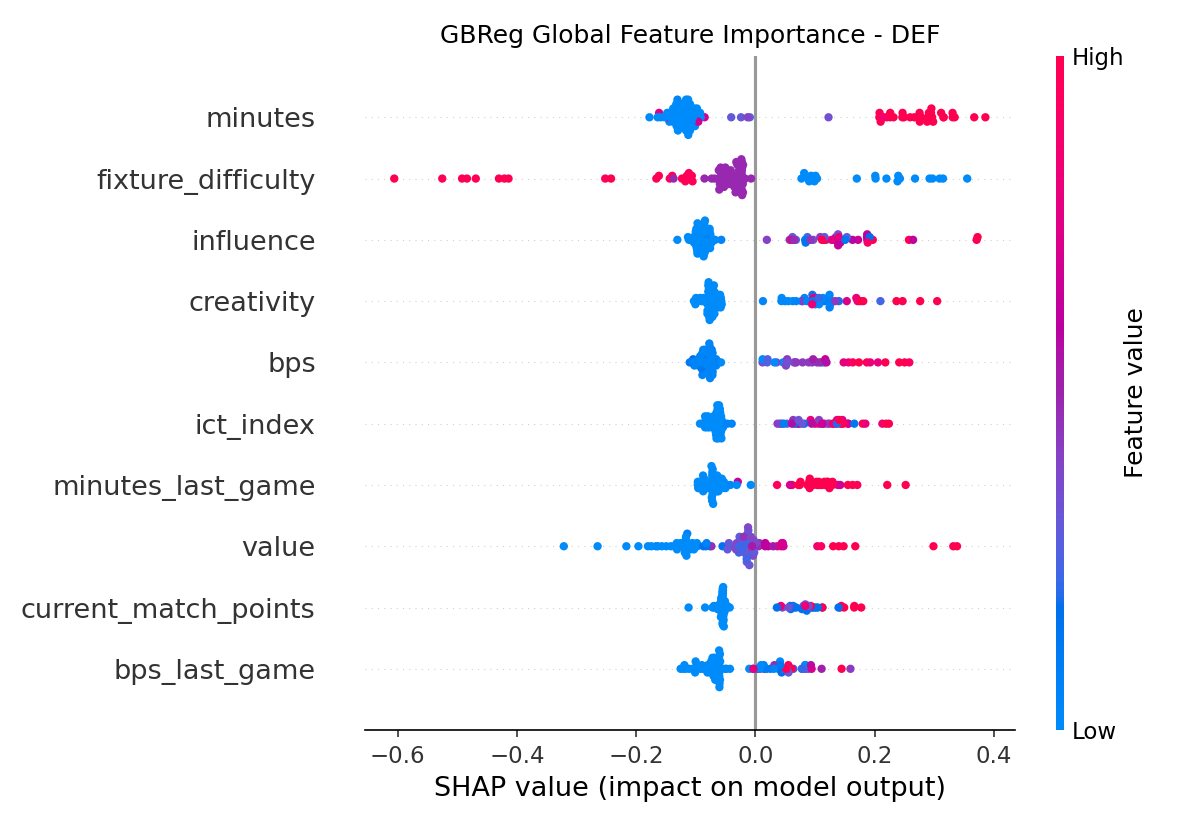 GBReg Global Feature Importance - DEF
High
minutes
fixture_difficulty
influence
creativity
bps
ict_index
minutes_last_game
value
current_match_points
bps_last_game
Feature value
Low
−0.6 −0.4 −0.2 0.0 0.2 0.4
SHAP value (impact on model output)